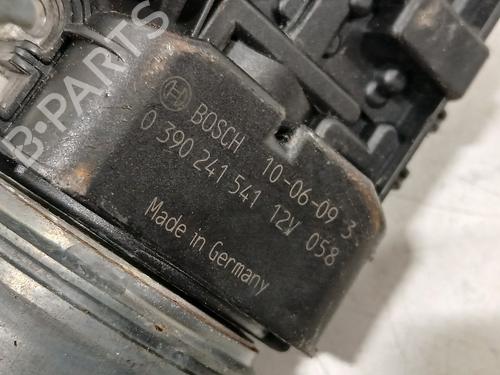 BOSCH 10-06-09 3
0 390 241 541 12V 058
Made in Germany
B-PARTS